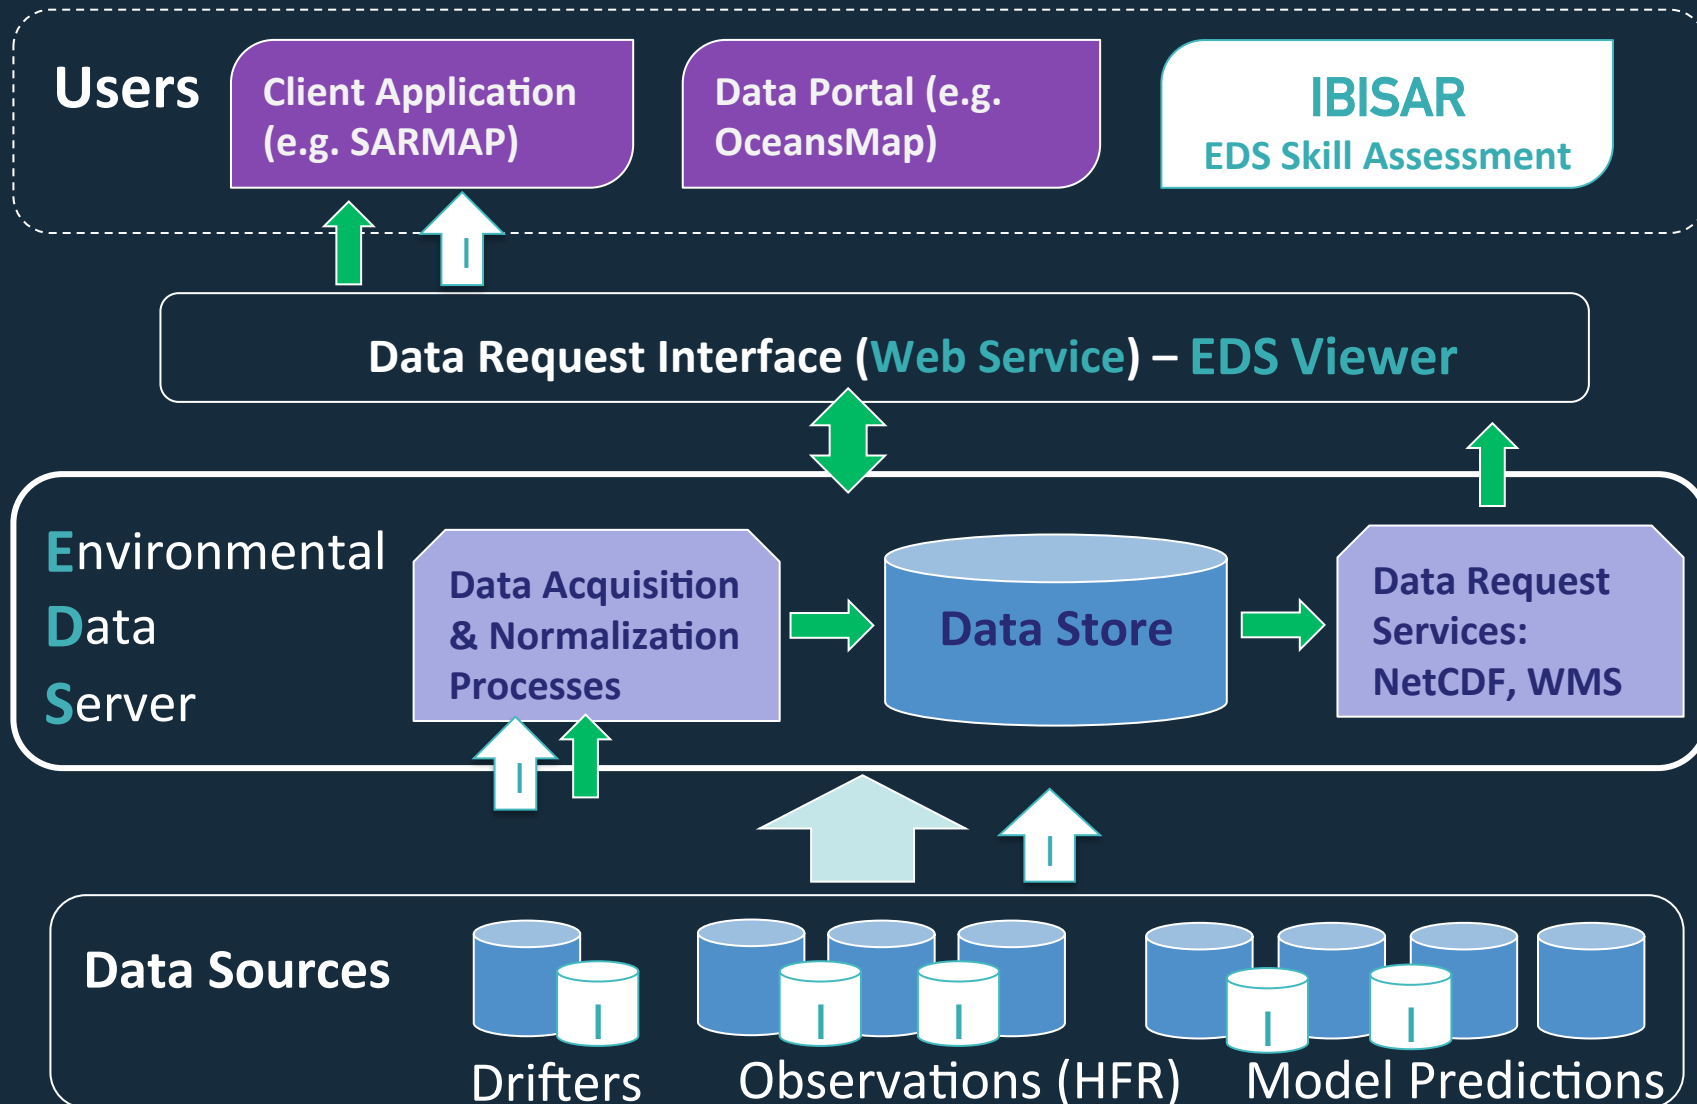 Users
Client Application
(e.g. SARMAP)
Data Portal (e.g.
OceansMap)
IBISAR
EDS Skill Assessment
I
Data Request Interface (Web Service) – EDS Viewer
Environmental
Data
Server
Data Acquisition
& Normalization
Processes
Data Store
Data Request
Services:
NetCDF, WMS
I
I
Data Sources
I
I
I
I
I
Drifters
Observations (HFR)
Model Predictions